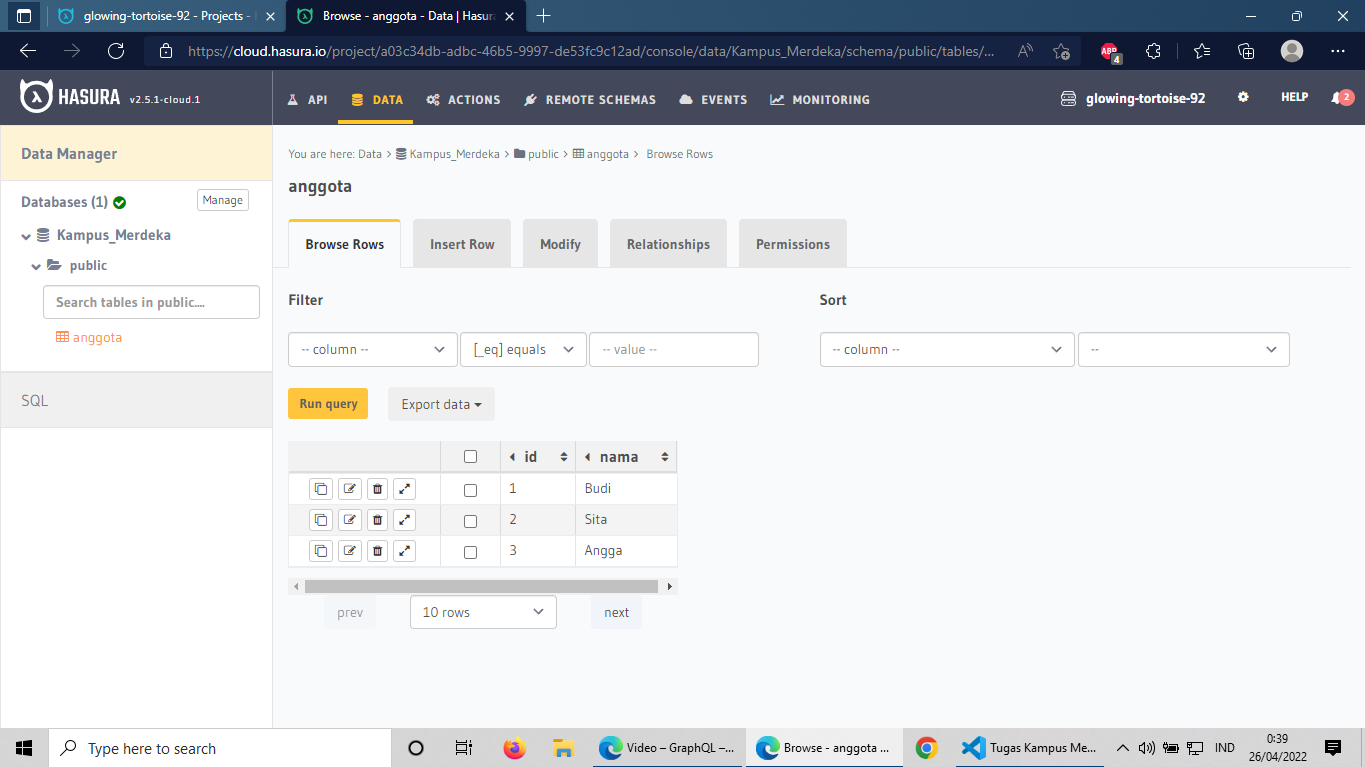 glowing-tortoise-92 - Projects -
Browse - anggota - Data | Hasura
https://cloud.hasura.io/project/a03c34db-adbc-46b5-9997-de53fc9c12ad/console/data/Kampus_Merdeka/schema/public/tables/...
ABP
4
HASURA v2.5.1-cloud.1
API
DATA
ACTIONS
REMOTE SCHEMAS
EVENTS
MONITORING
glowing-tortoise-92
HELP
2
Data Manager
Databases (1)
Manage
Kampus_Merdeka
public
Search tables in public....
anggota
SQL
You are here: Data > Kampus_Merdeka > public > anggota > Browse Rows
anggota
Browse Rows
Insert Row
Modify
Relationships
Permissions
Filter
Sort
-- column --
[_eq] equals
-- value --
-- column --
--
Run query
Export data
id
nama
1 Budi
2 Sita
3 Angga
prev
10 rows
next
Type here to search
Video – GraphQL –...
Browse - anggota ...
Tugas Kampus Me...
IND
0:39
26/04/2022